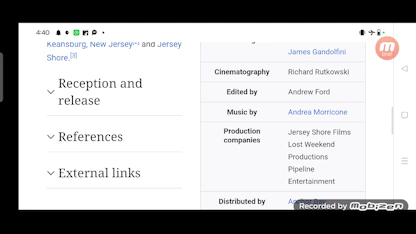 4:40
Keansburg, New Jersey and Jersey
Shore.[3]
Reception and
release
References
External links
James Gandolfini
Cinematography Richard Rutkowski
Edited by Andrew Ford
Music by Andrea Morricone
Production
companies
Jersey Shore Films
Lost Weekend
Productions
Pipeline
Entertainment
Distributed by
Recorded by MOBIZEN